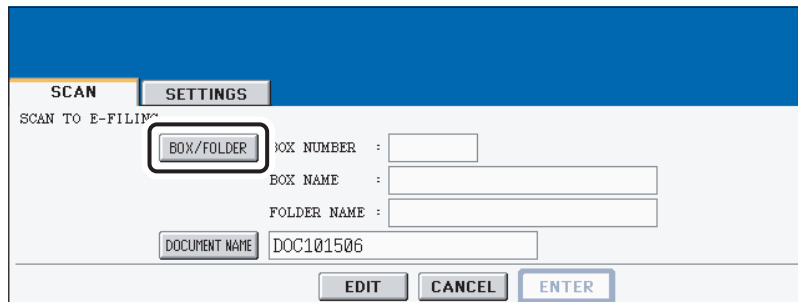 SCAN SETTINGS
SCAN TO E-FILING
BOX/FOLDER BOX NUMBER :
BOX NAME :
FOLDER NAME :
DOCUMENT NAME DOC101506
EDIT CANCEL ENTER